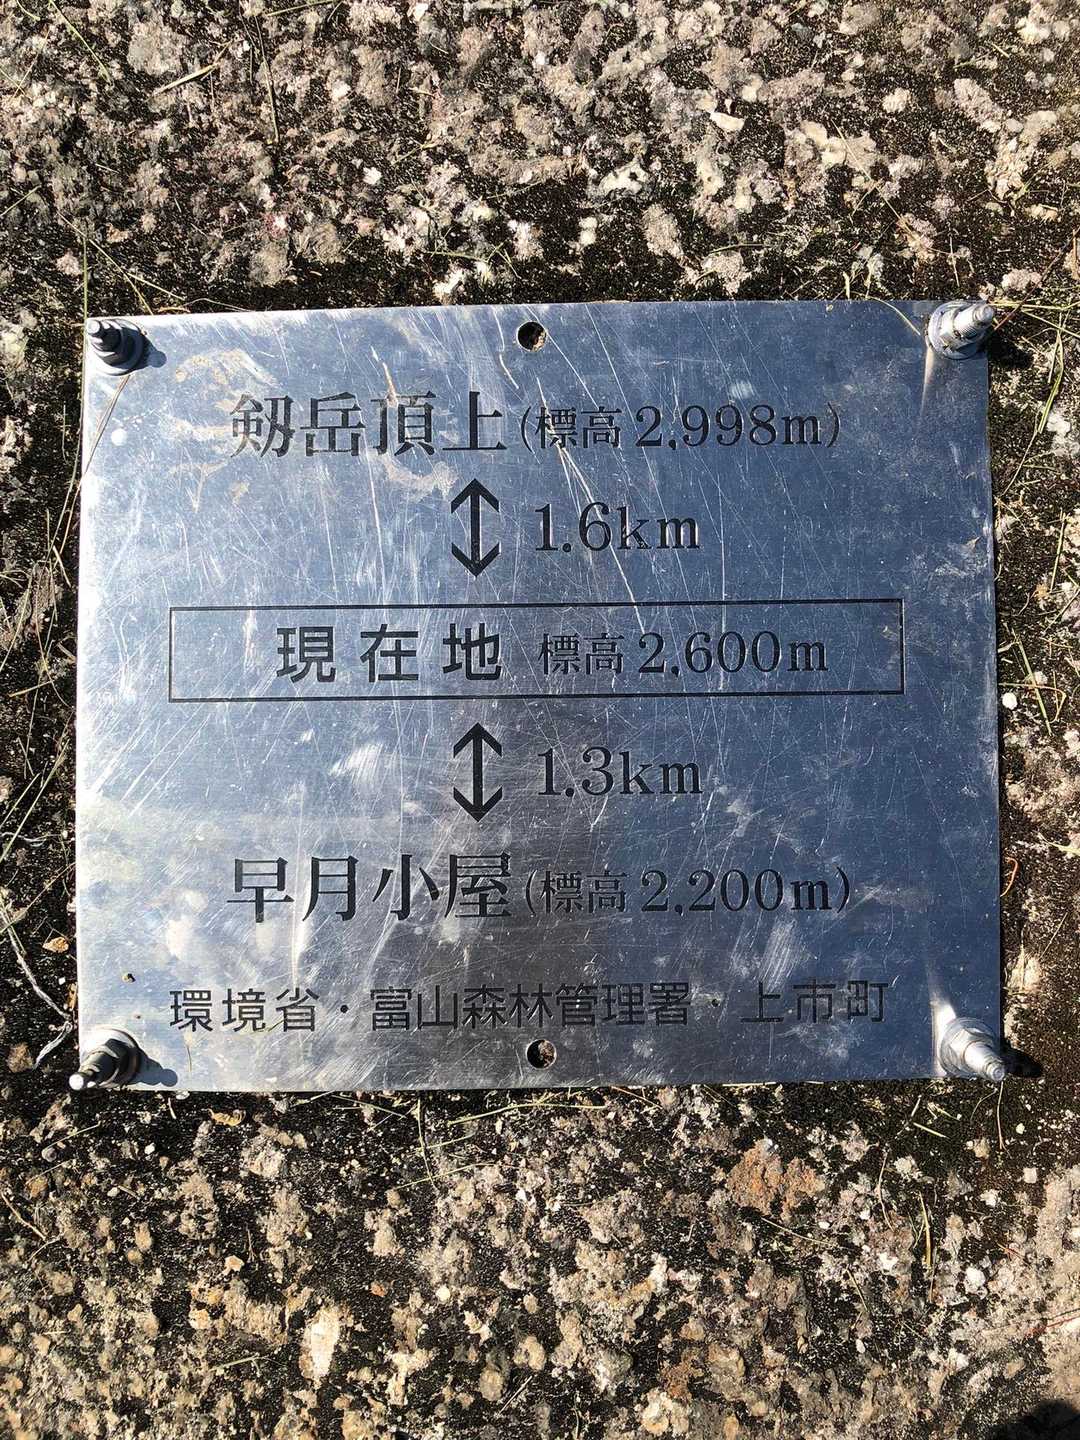 剱岳頂上(標高2,998m)
1.6km
現在地 標高2,600m
1.3km
早月小屋(標高2,200m)
環境省・富山森林管理署・上市町